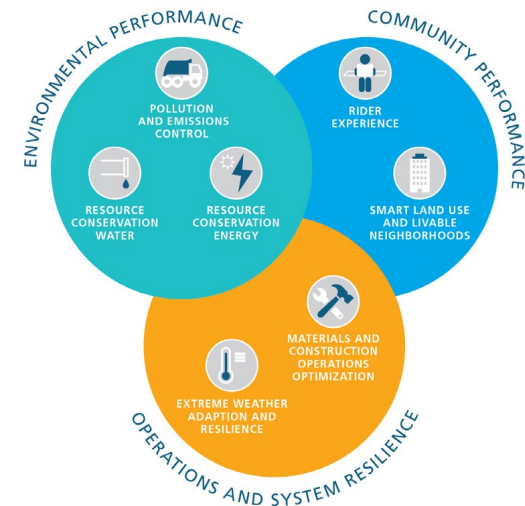 ENVIRONMENTAL PERFORMANCE
COMMUNITY PERFORMANCE
POLLUTION
AND EMISSIONS
CONTROL
RIDER
EXPERIENCE
RESOURCE
CONSERVATION
WATER
RESOURCE
CONSERVATION
ENERGY
SMART LAND USE
AND LIVABLE
NEIGHBORHOODS
MATERIALS AND
CONSTRUCTION
OPERATIONS
OPTIMIZATION
EXTREME WEATHER
ADAPTION AND
RESILIENCE
OPERATIONS AND SYSTEM RESILIENCE